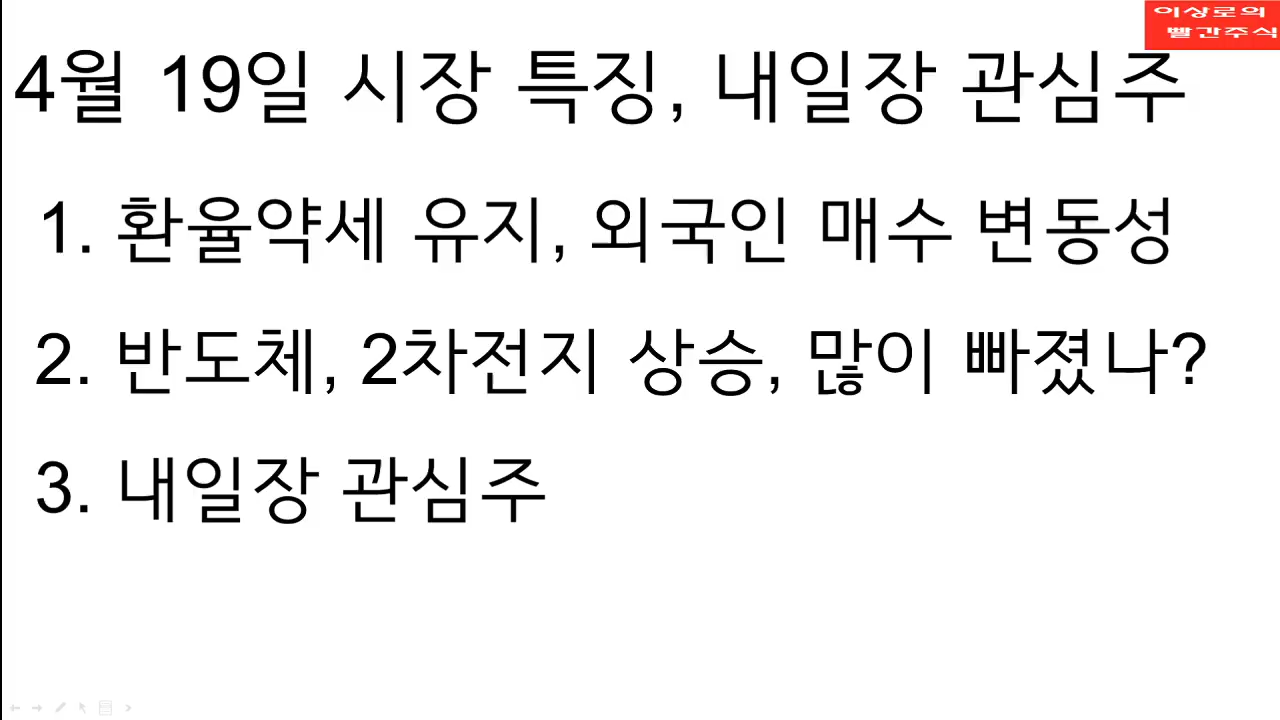 이상로의
빨간주식
4월 19일 시장 특징, 내일장 관심주
1. 환율약세 유지, 외국인 매수 변동성
2. 반도체, 2차전지 상승, 많이 빠졌나?
3. 내일장 관심주